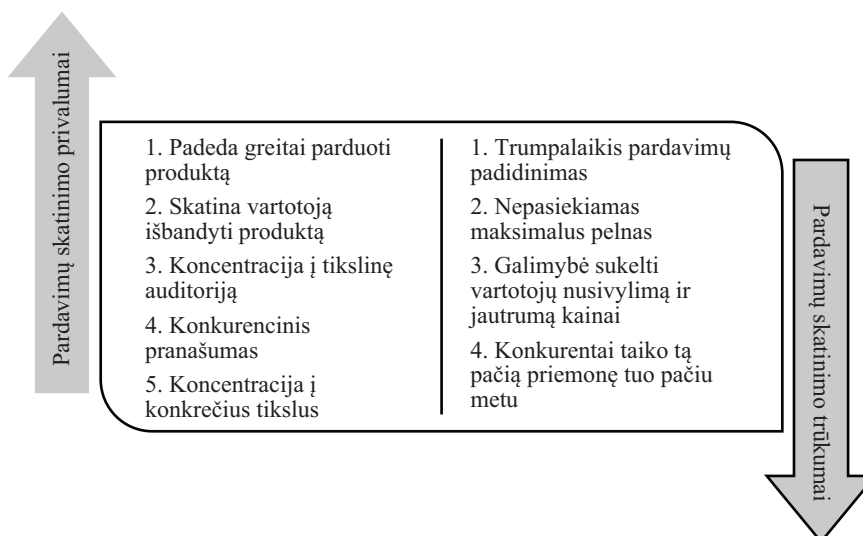 Pardavimų skatinimo privalumai
1. Padeda greitai parduoti
produktą
2. Skatina vartotoją
išbandyti produktą
3. Koncentracija į tikslinę
auditoriją
4. Konkurencinis
pranašumas
5. Koncentracija į
konkrečius tikslus
1. Trumpalaikis pardavimų
padidinimas
2. Nepasiekiamas
maksimalus pelnas
3. Galimybė sukelti
vartotojų nusivylimą ir
jautrumą kainai
4. Konkurentai taiko tą
pačią priemonę tuo pačiu
metu
Pardavimų skatinimo trūkumai